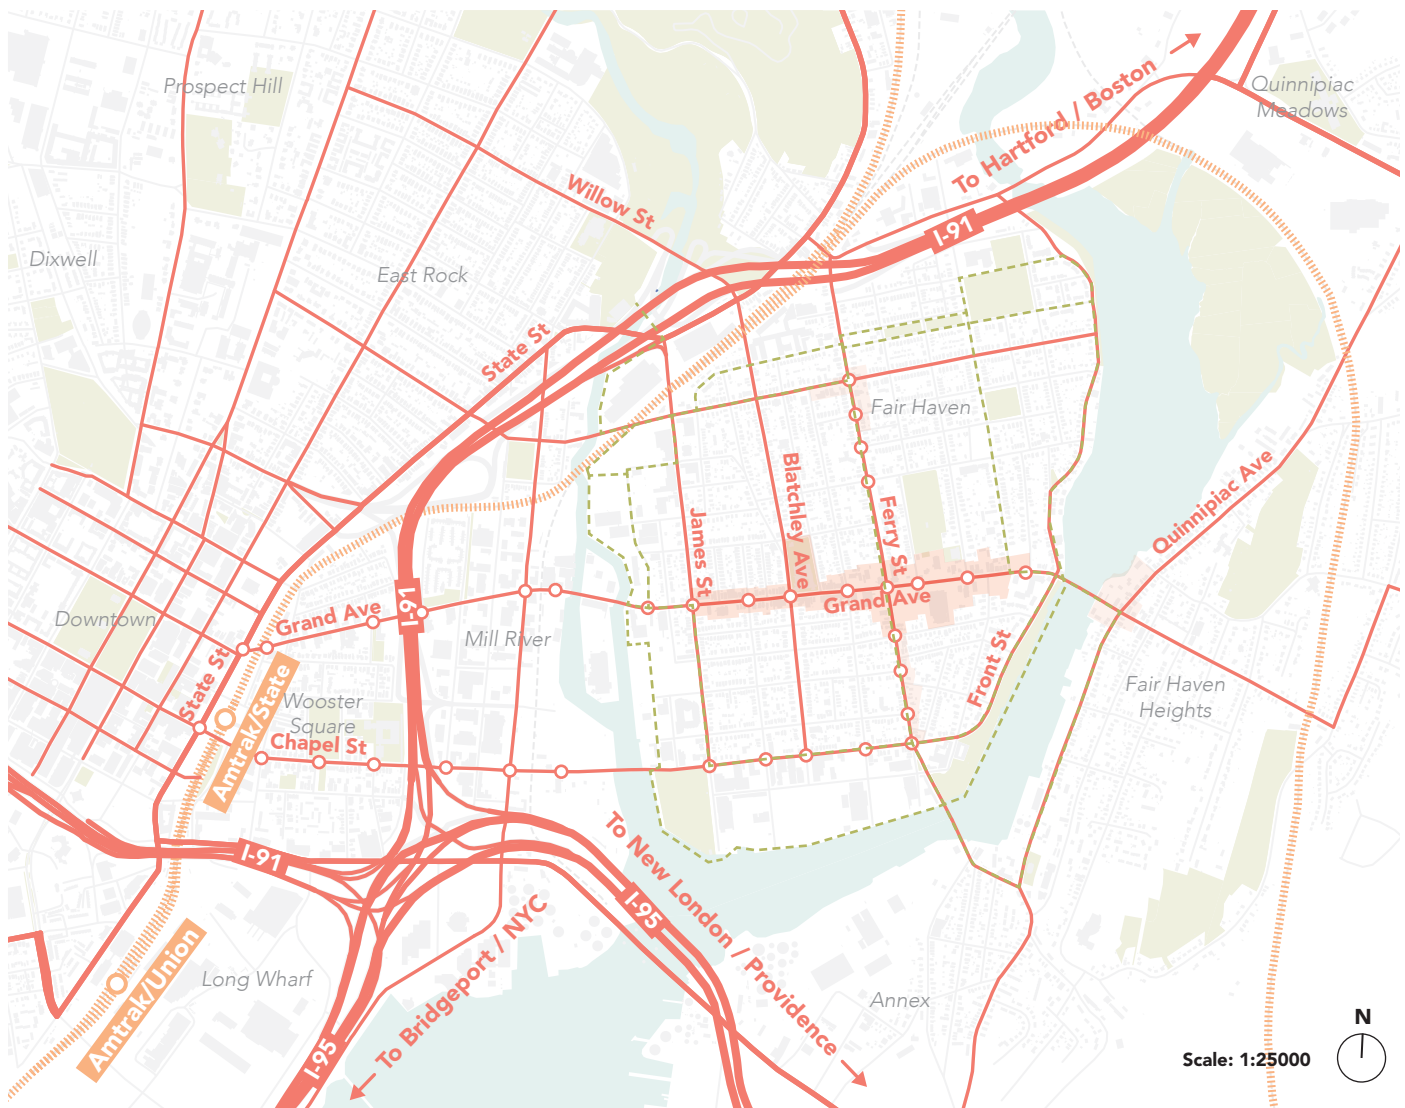 Prospect Hill
Quinnipiac
Meadows
To Hartford / Boston
Willow St
I-91
Dixwell
East Rock
State St
Fair Haven
Blatchley Ave
Quinnipiac Ave
James St
Ferry St
I-91
Grand Ave
Grand Ave
Downtown
Mill River
State St
Amtrak/State
Wooster
Square
Chapel St
Front St
Fair Haven
Heights
I-91
To New London / Providence
I-95
To Bridgeport / NYC
Amtrak/Union
Long Wharf
Annex
I-95
N
Scale: 1:25000